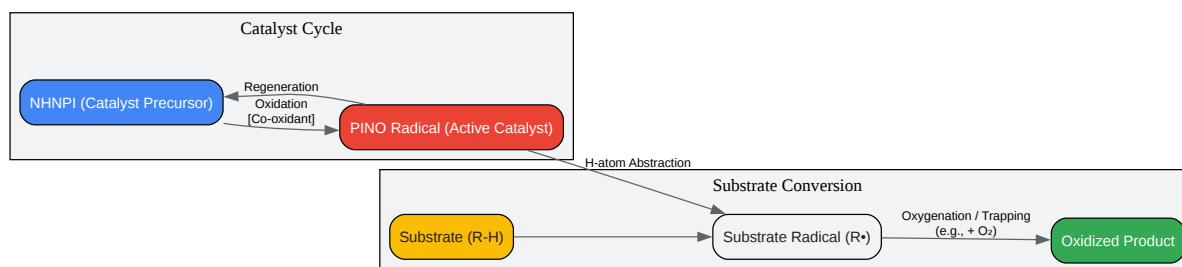 Catalyst Cycle
Regeneration
NHNPI (Catalyst Precursor)
Oxidation
[Co-oxidant]
PINO Radical (Active Catalyst)
H-atom Abstraction
Substrate Conversion
Substrate (R-H)
Substrate Radical (R•)
Oxygenation / Trapping
(e.g., + O₂)
Oxidized Product